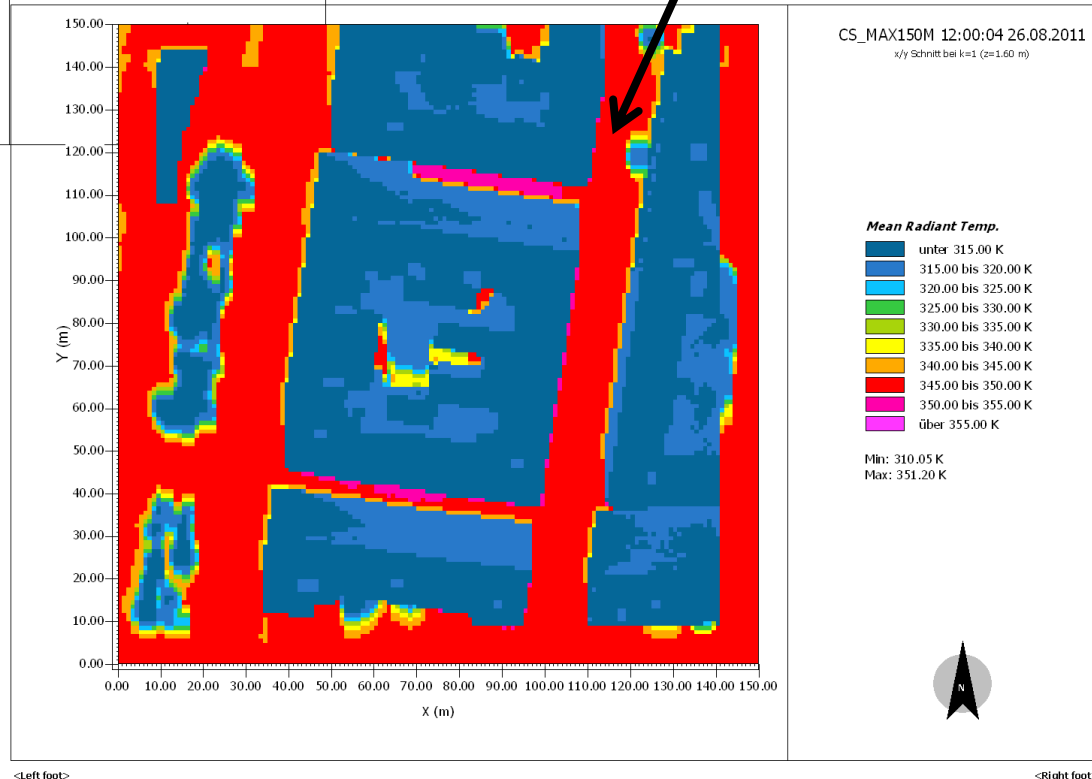 CS_MAX150M 12:00:04 26.08.2011
x/y Schnitt bei k=1 (z=1.60 m)
150.00
140.00
130.00
120.00
110.00
100.00
90.00
80.00
70.00
60.00
50.00
40.00
30.00
20.00
10.00
0.00
Y (m)
0.00 10.00 20.00 30.00 40.00 50.00 60.00 70.00 80.00 90.00 100.00 110.00 120.00 130.00 140.00 150.00
X (m)
Mean Radiant Temp.
unter 315.00 K
315.00 bis 320.00 K
320.00 bis 325.00 K
325.00 bis 330.00 K
330.00 bis 335.00 K
335.00 bis 340.00 K
340.00 bis 345.00 K
345.00 bis 350.00 K
350.00 bis 355.00 K
über 355.00 K
Min: 310.05 K
Max: 351.20 K
N
<Left foot>
<Right foot